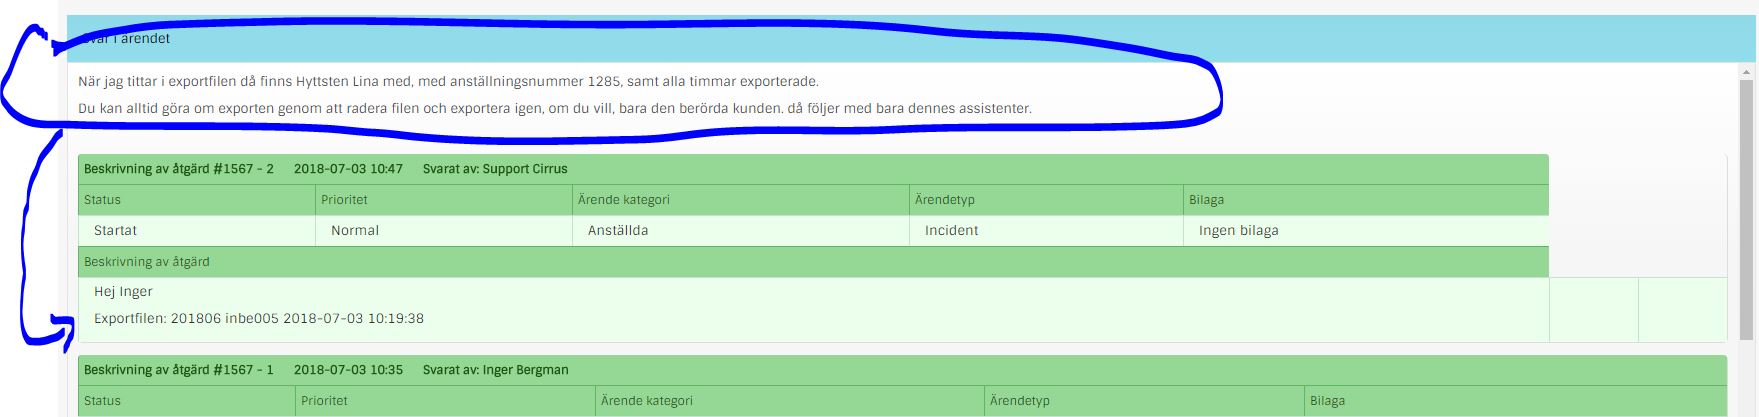 Svar i ärendet
När jag tittar i exportfilen då finns Hyttsten Lina med, med anställningsnummer 1285, samt alla timmar exporterade.
Du kan alltid göra om exporten genom att radera filen och exportera igen, om du vill, bara den berörda kunden. då följer med bara dennes assistenter.
Beskrivning av åtgärd #1567 - 2 2018-07-03 10:47 Svarat av: Support Cirrus
Status Prioritet Ärende kategori Ärendetyp Bilaga
Startat Normal Anställda Incident Ingen bilaga
Beskrivning av åtgärd
Hej Inger
Exportfilen: 201806 inbe005 2018-07-03 10:19:38
Beskrivning av åtgärd #1567 - 1 2018-07-03 10:35 Svarat av: Inger Bergman
Status Prioritet Ärende kategori Ärendetyp Bilaga